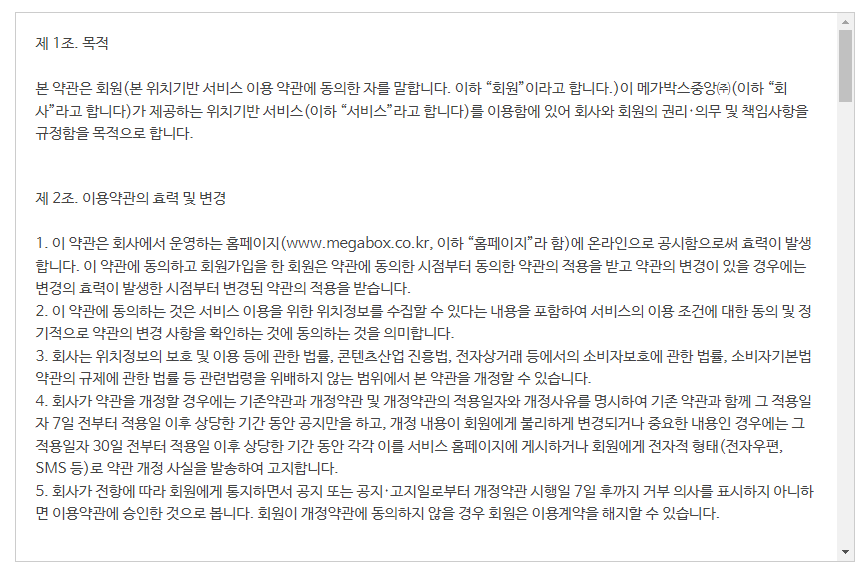 제 1조. 목적
본 약관은 회원(본 위치기반 서비스 이용 약관에 동의한 자를 말합니다. 이하 “회원”이라고 합니다.)이 메가박스중앙㈜(이하 “회
사”라고 합니다)가 제공하는 위치기반 서비스(이하 “서비스”라고 합니다)를 이용함에 있어 회사와 회원의 권리·의무 및 책임사항을
규정함을 목적으로 합니다.
제 2조. 이용약관의 효력 및 변경
1. 이 약관은 회사에서 운영하는 홈페이지(www.megabox.co.kr, 이하 “홈페이지”라 함)에 온라인으로 공시함으로써 효력이 발생
합니다. 이 약관에 동의하고 회원가입을 한 회원은 약관에 동의한 시점부터 동의한 약관의 적용을 받고 약관의 변경이 있을 경우에는
변경의 효력이 발생한 시점부터 변경된 약관의 적용을 받습니다.
2. 이 약관에 동의하는 것은 서비스 이용을 위한 위치정보를 수집할 수 있다는 내용을 포함하여 서비스의 이용 조건에 대한 동의 및 정
기적으로 약관의 변경 사항을 확인하는 것에 동의하는 것을 의미합니다.
3. 회사는 위치정보의 보호 및 이용 등에 관한 법률, 콘텐츠산업 진흥법, 전자상거래 등에서의 소비자보호에 관한 법률, 소비자기본법
약관의 규제에 관한 법률 등 관련법령을 위배하지 않는 범위에서 본 약관을 개정할 수 있습니다.
4. 회사가 약관을 개정할 경우에는 기존약관과 개정약관 및 개정약관의 적용일자와 개정사유를 명시하여 기존 약관과 함께 그 적용일
자 7일 전부터 적용일 이후 상당한 기간 동안 공지만을 하고, 개정 내용이 회원에게 불리하게 변경되거나 중요한 내용인 경우에는 그
적용일자 30일 전부터 적용일 이후 상당한 기간 동안 각각 이를 서비스 홈페이지에 게시하거나 회원에게 전자적 형태(전자우편,
SMS 등)로 약관 개정 사실을 발송하여 고지합니다.
5. 회사가 전항에 따라 회원에게 통지하면서 공지 또는 공지·고지일로부터 개정약관 시행일 7일 후까지 거부 의사를 표시하지 아니하
면 이용약관에 승인한 것으로 봅니다. 회원이 개정약관에 동의하지 않을 경우 회원은 이용계약을 해지할 수 있습니다.